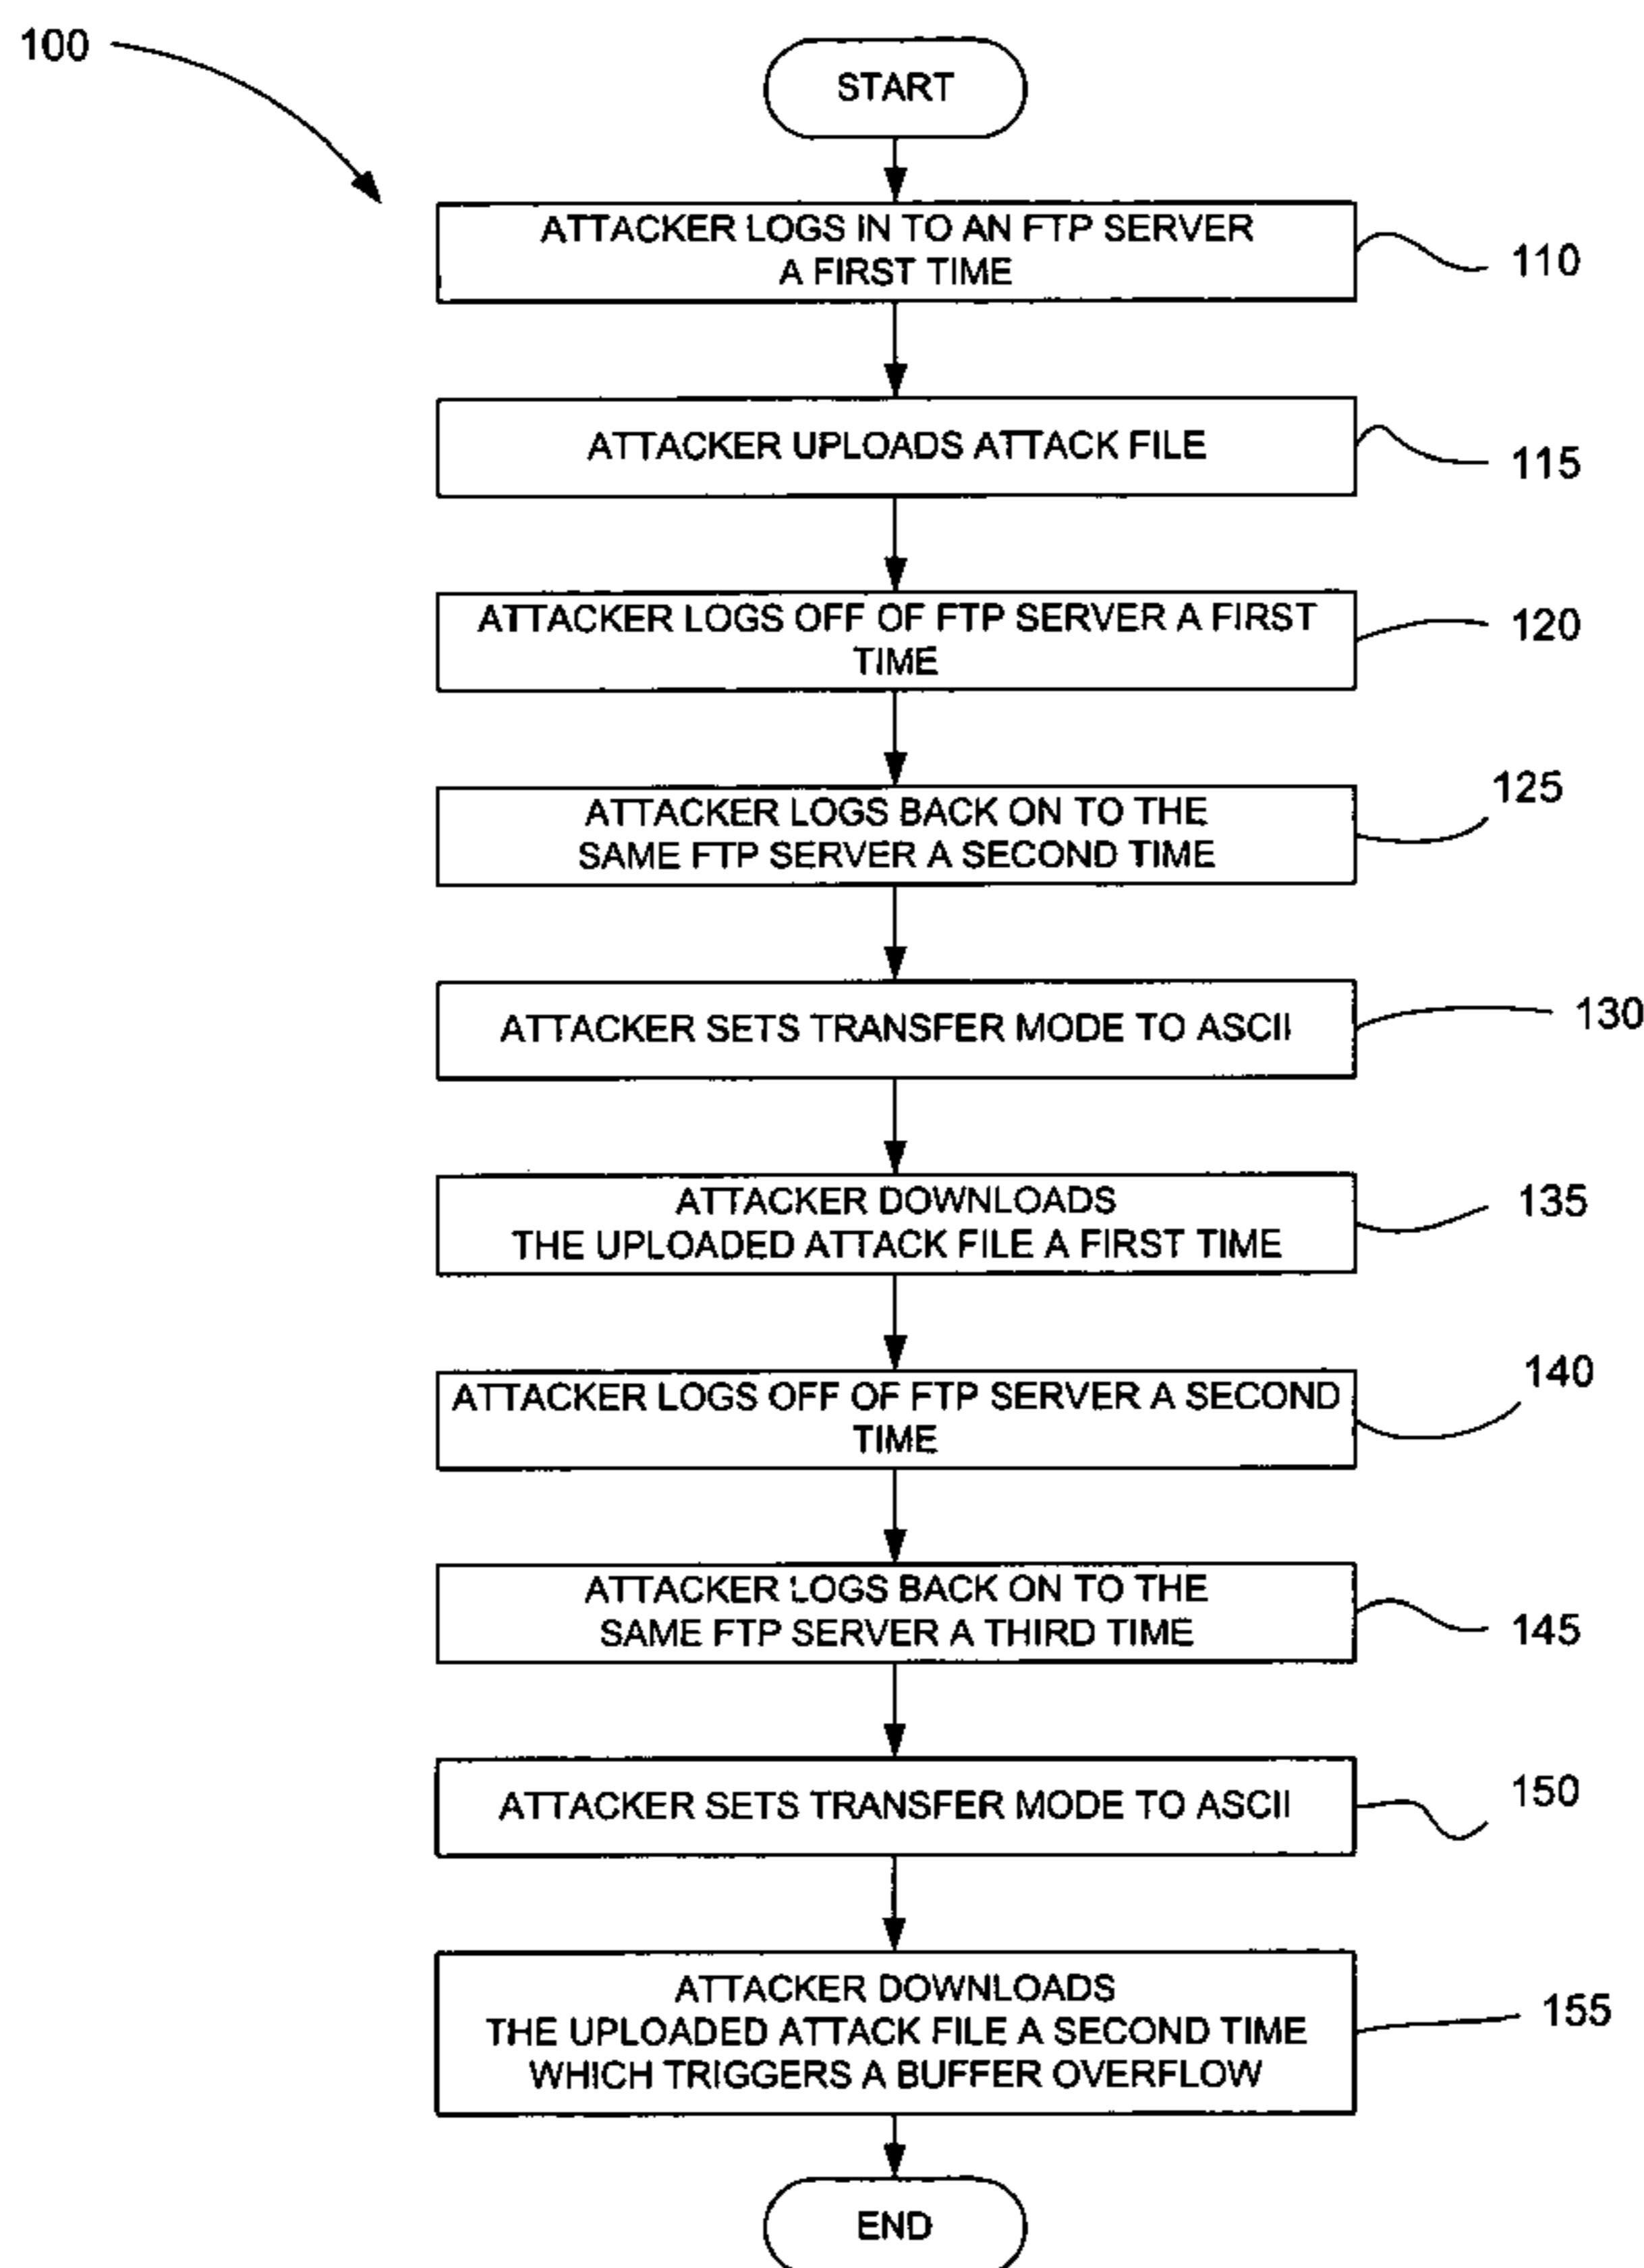 100
START
ATTACKER LOGS IN TO AN FTP SERVER
A FIRST TIME
110
ATTACKER UPLOADS ATTACK FILE
115
ATTACKER LOGS OFF OF FTP SERVER A FIRST
TIME
120
ATTACKER LOGS BACK ON TO THE
SAME FTP SERVER A SECOND TIME
125
ATTACKER SETS TRANSFER MODE TO ASCII
130
ATTACKER DOWNLOADS
THE UPLOADED ATTACK FILE A FIRST TIME
135
ATTACKER LOGS OFF OF FTP SERVER A SECOND
TIME
140
ATTACKER LOGS BACK ON TO THE
SAME FTP SERVER A THIRD TIME
145
ATTACKER SETS TRANSFER MODE TO ASCII
150
ATTACKER DOWNLOADS
THE UPLOADED ATTACK FILE A SECOND TIME
WHICH TRIGGERS A BUFFER OVERFLOW
155
END